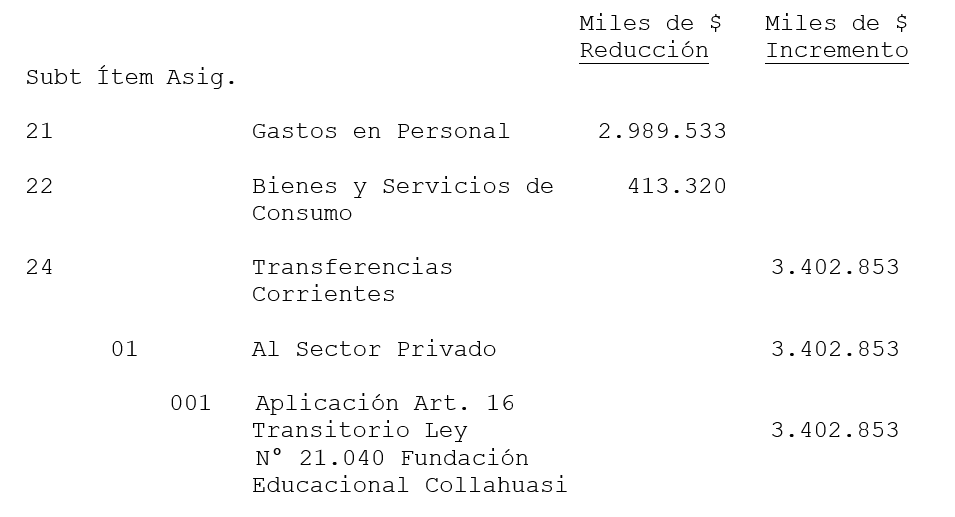 Miles de $ Miles de $
Reducción Incremento
Subt Ítem Asig.
21 Gastos en Personal 2.989.533
22 Bienes y Servicios de 413.320
Consumo
24 Transferencias 3.402.853
Corrientes
01 Al Sector Privado 3.402.853
001 Aplicación Art. 16
Transitorio Ley 3.402.853
N° 21.040 Fundación
Educacional Collahuasi